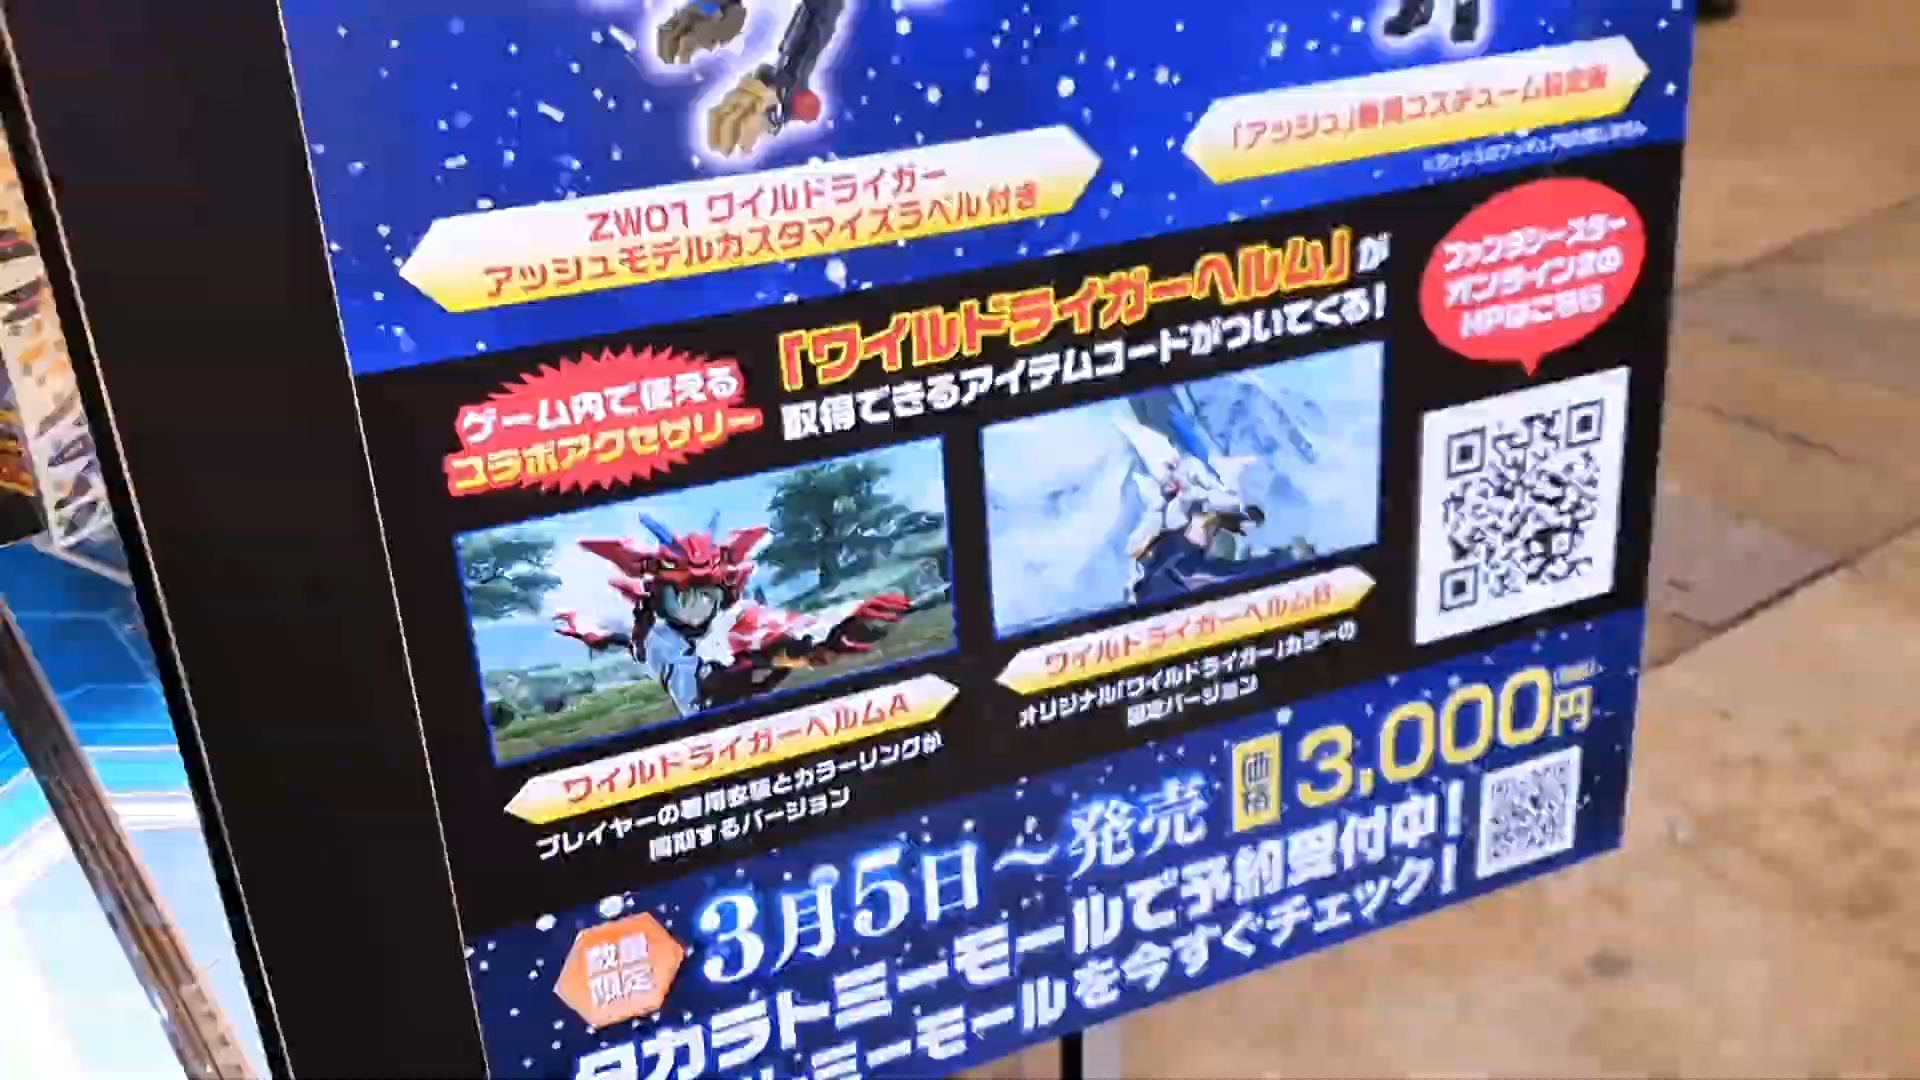 ZW01 ワイルドライガー
アッシュモデルカスタマイズラベル付き
「アッシュ」専用コスチューム設定画
ゲーム内で使える
コラボアクセサリー
「ワイルドライガーヘルム」が
取得できるアイテムコードがついてくる!
ファンタシースター
オンライン2の
HPはこちら
ワイルドライガーヘルムA
プレイヤーの着用衣装とカラーリングが
同期するバージョン
ワイルドライガーヘルムB
オリジナル「ワイルドライガー」カラーの
限定バージョン
数量
限定
3月5日～発売
価格
3,000円
タカラトミーモールで予約受付中!
トミーモールを今すぐチェック!